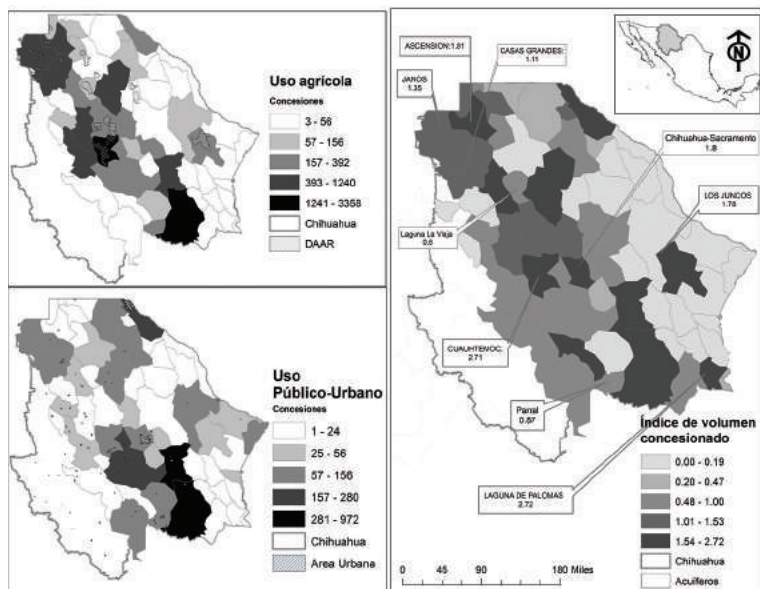 Uso agrícola
Concesiones
3 - 56
57 - 156
157 - 392
393 - 1240
1241 - 3358
Chihuahua
DAAR
Uso
Público-Urbano
Concesiones
1 - 24
25 - 56
57 - 156
157 - 280
281 - 972
Chihuahua
Area Urbana
ASCENSION:1.81
CASAS GRANDES:
1.11
JANOS
1.35
N
Chihuahua-Sacramento
1.8
LOS JUNCOS
1.78
Laguna La Vieja
0.6
CUAUHTEMOC.
2.71
Parral
0.87
LAGUNA DE PALOMAS
2.72
Índice de volumen
concesionado
0.00 - 0.19
0.20 - 0.47
0.48 - 1.00
1.01 - 1.53
1.54 - 2.72
Chihuahua
Acuíferos
0 45 90 180 Miles